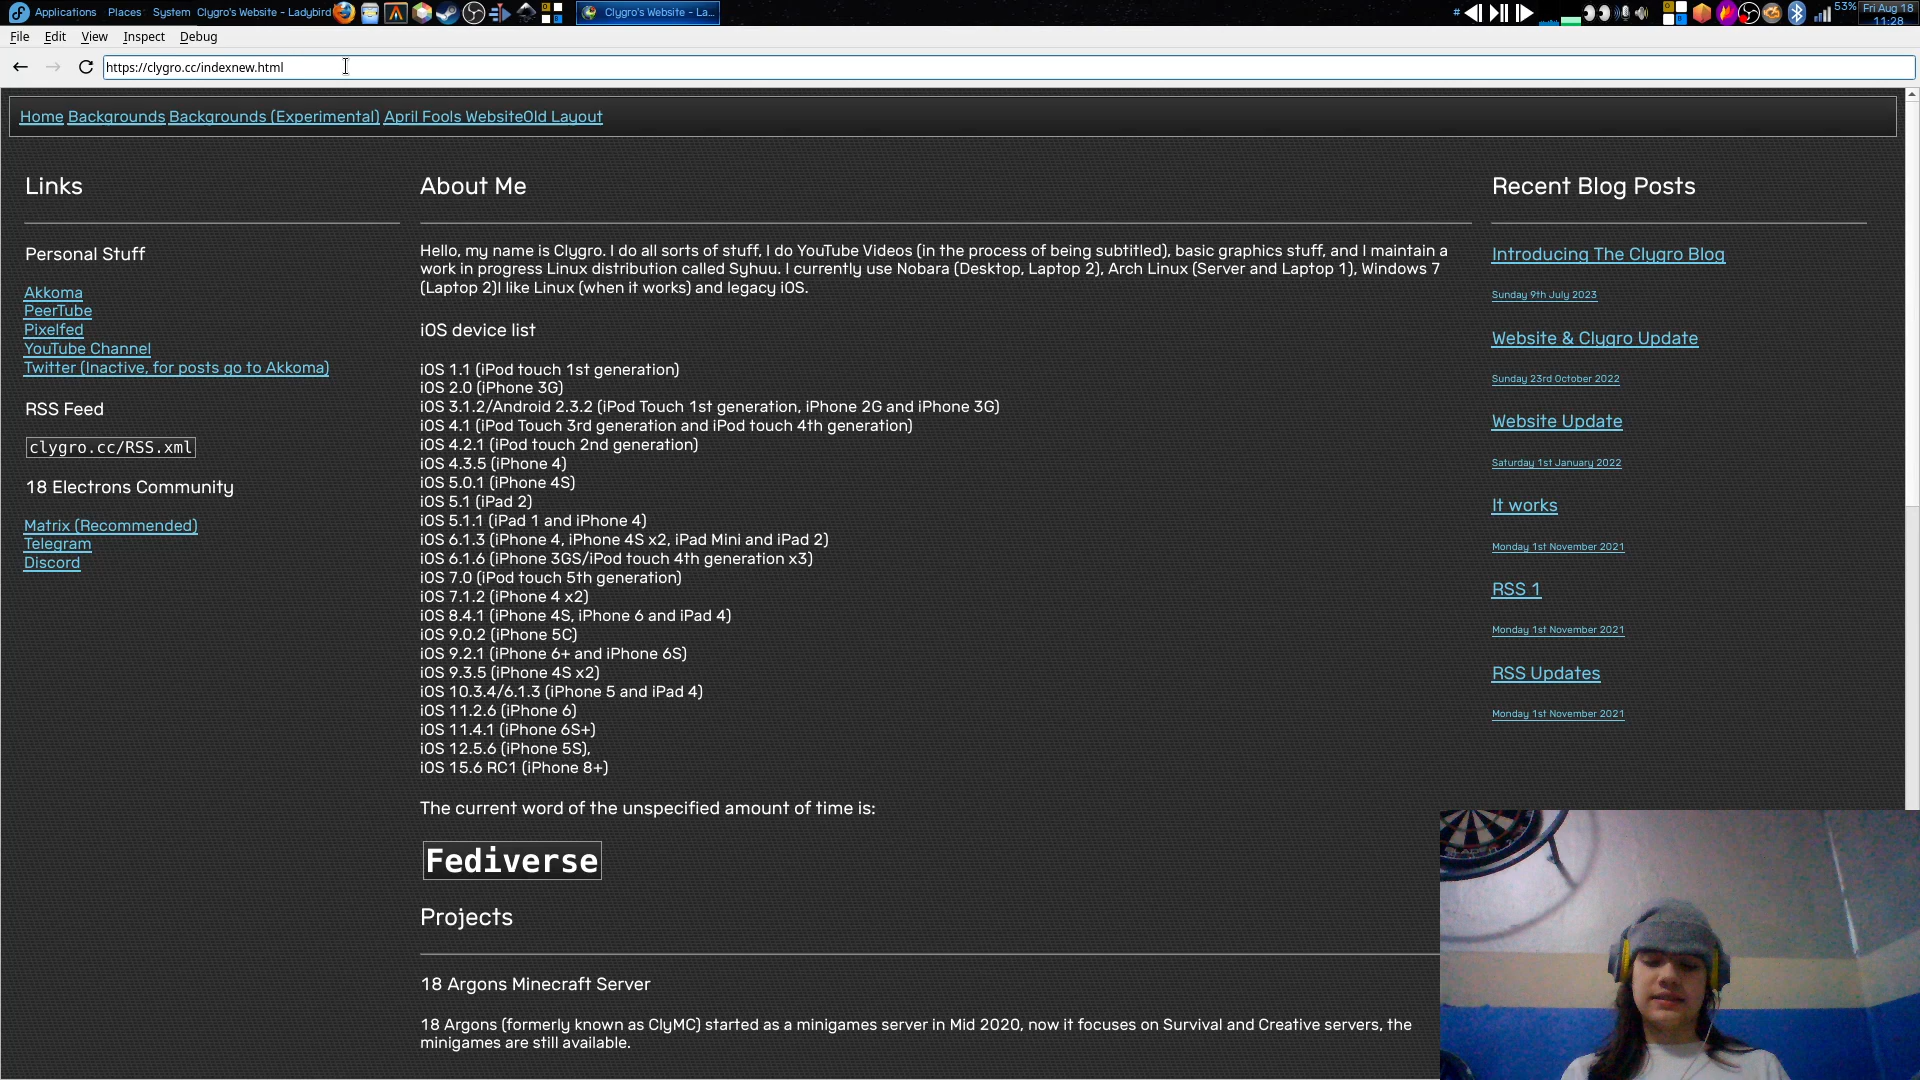 Applications Places System Clygro's Website - Ladybird
Clygro's Website - La...
53%
Fri Aug 18
11:28
File Edit View Inspect Debug
https://clygro.cc/indexnew.html
Home Backgrounds Backgrounds (Experimental) April Fools WebsiteOld Layout
Links
Personal Stuff
Akkoma
PeerTube
Pixelfed
YouTube Channel
Twitter (Inactive, for posts go to Akkoma)
RSS Feed
clygro.cc/RSS.xml
18 Electrons Community
Matrix (Recommended)
Telegram
Discord
About Me
Hello, my name is Clygro. I do all sorts of stuff, I do YouTube Videos (in the process of being subtitled), basic graphics stuff, and I maintain a
work in progress Linux distribution called Syhuu. I currently use Nobara (Desktop, Laptop 2), Arch Linux (Server and Laptop 1), Windows 7
(Laptop 2)I like Linux (when it works) and legacy iOS.
iOS device list
iOS 1.1 (iPod touch 1st generation)
iOS 2.0 (iPhone 3G)
iOS 3.1.2/Android 2.3.2 (iPod Touch 1st generation, iPhone 2G and iPhone 3G)
iOS 4.1 (iPod Touch 3rd generation and iPod touch 4th generation)
iOS 4.2.1 (iPod touch 2nd generation)
iOS 4.3.5 (iPhone 4)
iOS 5.0.1 (iPhone 4S)
iOS 5.1 (iPad 2)
iOS 5.1.1 (iPad 1 and iPhone 4)
iOS 6.1.3 (iPhone 4, iPhone 4S x2, iPad Mini and iPad 2)
iOS 6.1.6 (iPhone 3GS/iPod touch 4th generation x3)
iOS 7.0 (iPod touch 5th generation)
iOS 7.1.2 (iPhone 4 x2)
iOS 8.4.1 (iPhone 4S, iPhone 6 and iPad 4)
iOS 9.0.2 (iPhone 5C)
iOS 9.2.1 (iPhone 6+ and iPhone 6S)
iOS 9.3.5 (iPhone 4S x2)
iOS 10.3.4/6.1.3 (iPhone 5 and iPad 4)
iOS 11.2.6 (iPhone 6)
iOS 11.4.1 (iPhone 6S+)
iOS 12.5.6 (iPhone 5S),
iOS 15.6 RC1 (iPhone 8+)
The current word of the unspecified amount of time is:
Fediverse
Projects
18 Argons Minecraft Server
18 Argons (formerly known as ClyMC) started as a minigames server in Mid 2020, now it focuses on Survival and Creative servers, the
minigames are still available.
Recent Blog Posts
Introducing The Clygro Blog
Sunday 9th July 2023
Website & Clygro Update
Sunday 23rd October 2022
Website Update
Saturday 1st January 2022
It works
Monday 1st November 2021
RSS 1
Monday 1st November 2021
RSS Updates
Monday 1st November 2021